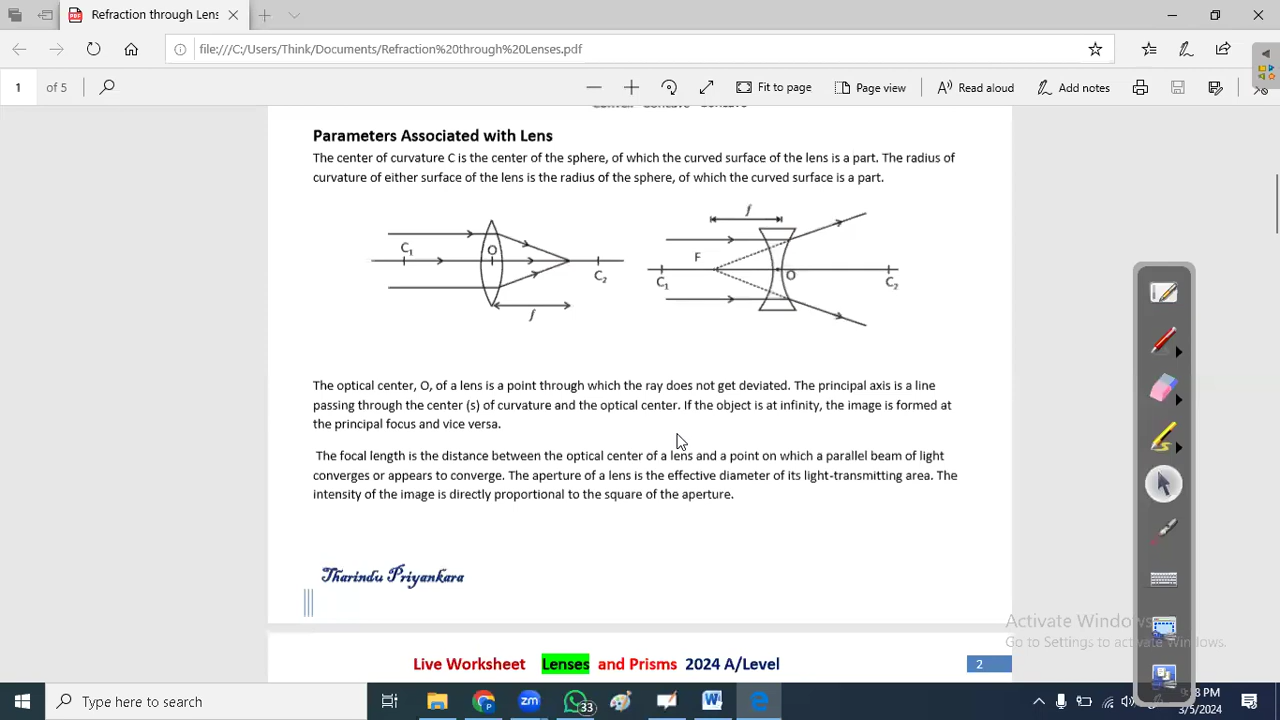 Refraction through Lenses.pdf
file:///C:/Users/Think/Documents/Refraction%20through%20Lenses.pdf
1 of 5
Fit to page
Page view
Read aloud
Add notes
Parameters Associated with Lens
The center of curvature C is the center of the sphere, of which the curved surface of the lens is a part. The radius of
curvature of either surface of the lens is the radius of the sphere, of which the curved surface is a part.
f
C1
O
C2
f
F
C1
O
C2
The optical center, O, of a lens is a point through which the ray does not get deviated. The principal axis is a line
passing through the center (s) of curvature and the optical center. If the object is at infinity, the image is formed at
the principal focus and vice versa.
The focal length is the distance between the optical center of a lens and a point on which a parallel beam of light
converges or appears to converge. The aperture of a lens is the effective diameter of its light-transmitting area. The
intensity of the image is directly proportional to the square of the aperture.
Tharindu Priyankara
Activate Windows
Go to Settings to activate Windows.
Live Worksheet Lenses and Prisms 2024 A/Level
2
Type here to search
33
3/5/2024